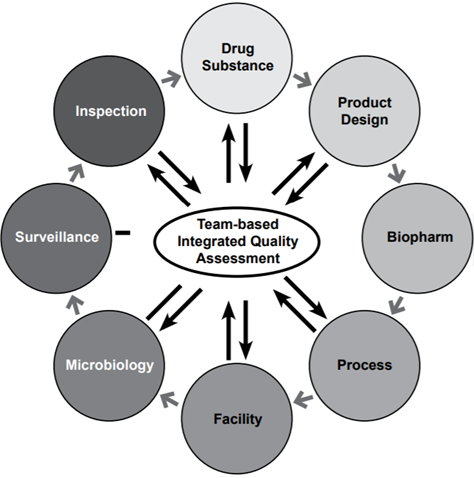 Drug
Substance
Product
Design
Biopharm
Process
Facility
Microbiology
Surveillance
Inspection
Team-based
Integrated Quality
Assessment